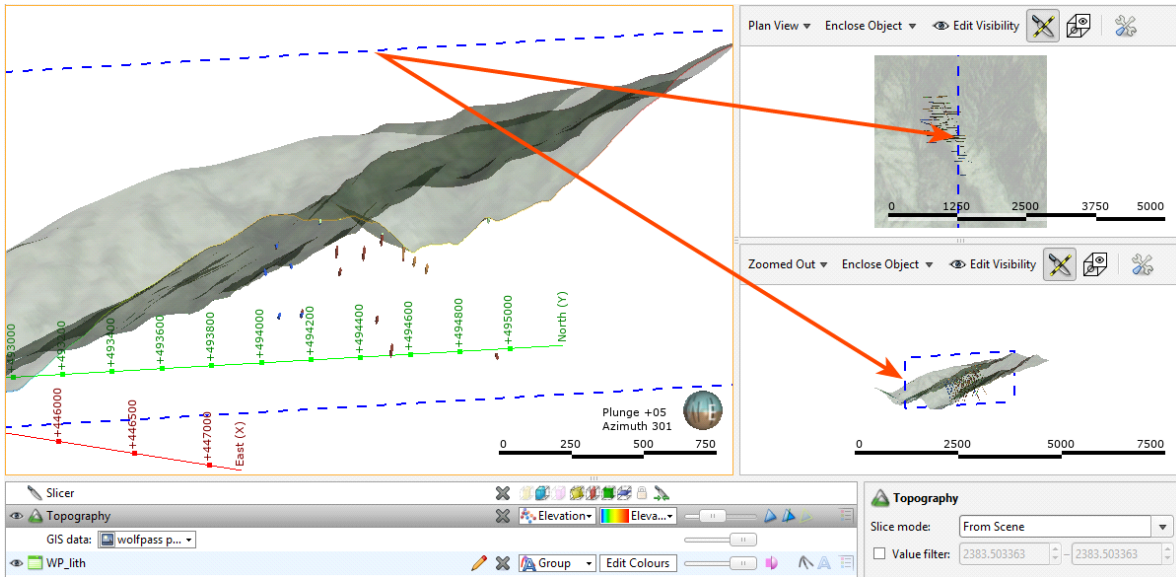 Plan View Enclose Object Edit Visibility
0 1250 2500 3750 5000
Zoomed Out Enclose Object Edit Visibility
0 2500 5000 7500
+493000 +493200 +493400 +493600 +493800 +494000 +494200 +494400 +494600 +494800 +495000 North (Y)
+446000 +446500 +447000 East (X)
E
Plunge +05
Azimuth 301
0 250 500 750
Slicer
Topography Elevation Eleva...
GIS data: wolfpass p...
WP_lith Group Edit Colours
Topography
Slice mode: From Scene
Value filter: 2383.503363 – 2383.503363